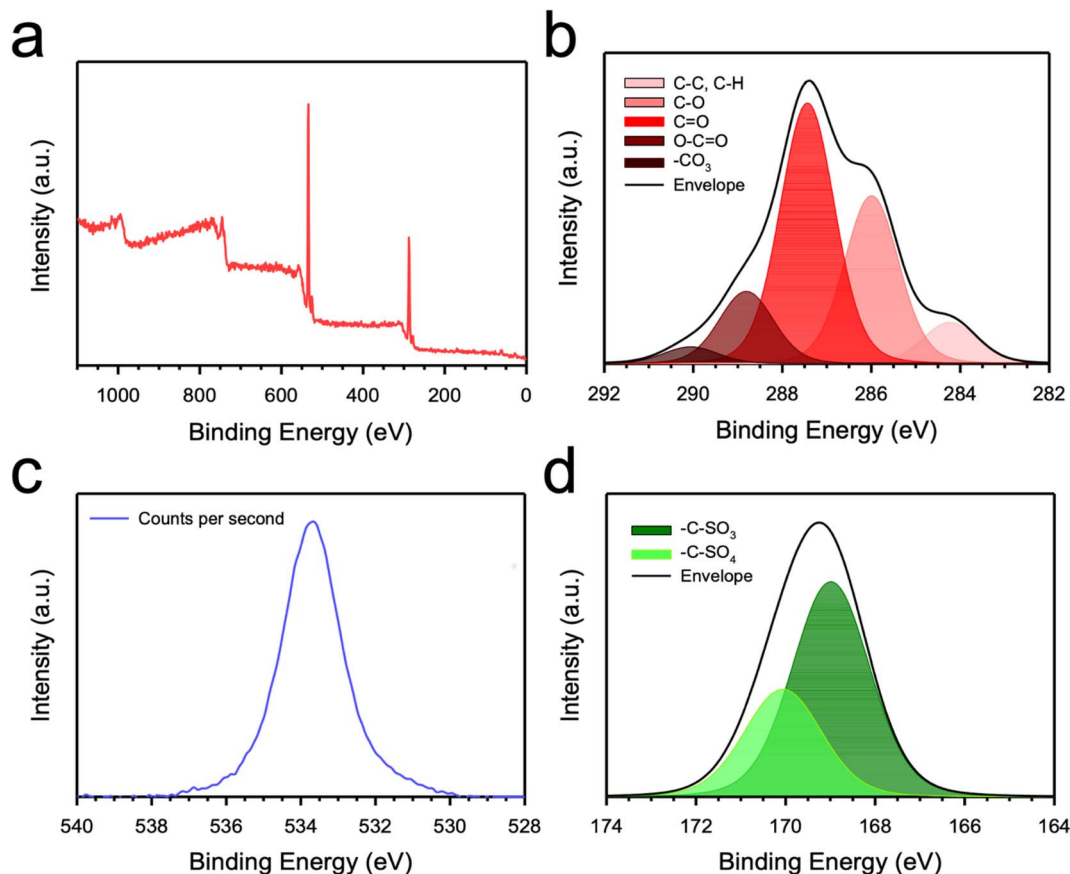 a
Intensity (a.u.)
1000 800 600 400 200 0
Binding Energy (eV)
b
C-C, C-H
C-O
C=O
O-C=O
-CO₃
Envelope
Intensity (a.u.)
292 290 288 286 284 282
Binding Energy (eV)
c
Counts per second
Intensity (a.u.)
540 538 536 534 532 530 528
Binding Energy (eV)
d
-C-SO₃
-C-SO₄
Envelope
Intensity (a.u.)
174 172 170 168 166 164
Binding Energy (eV)